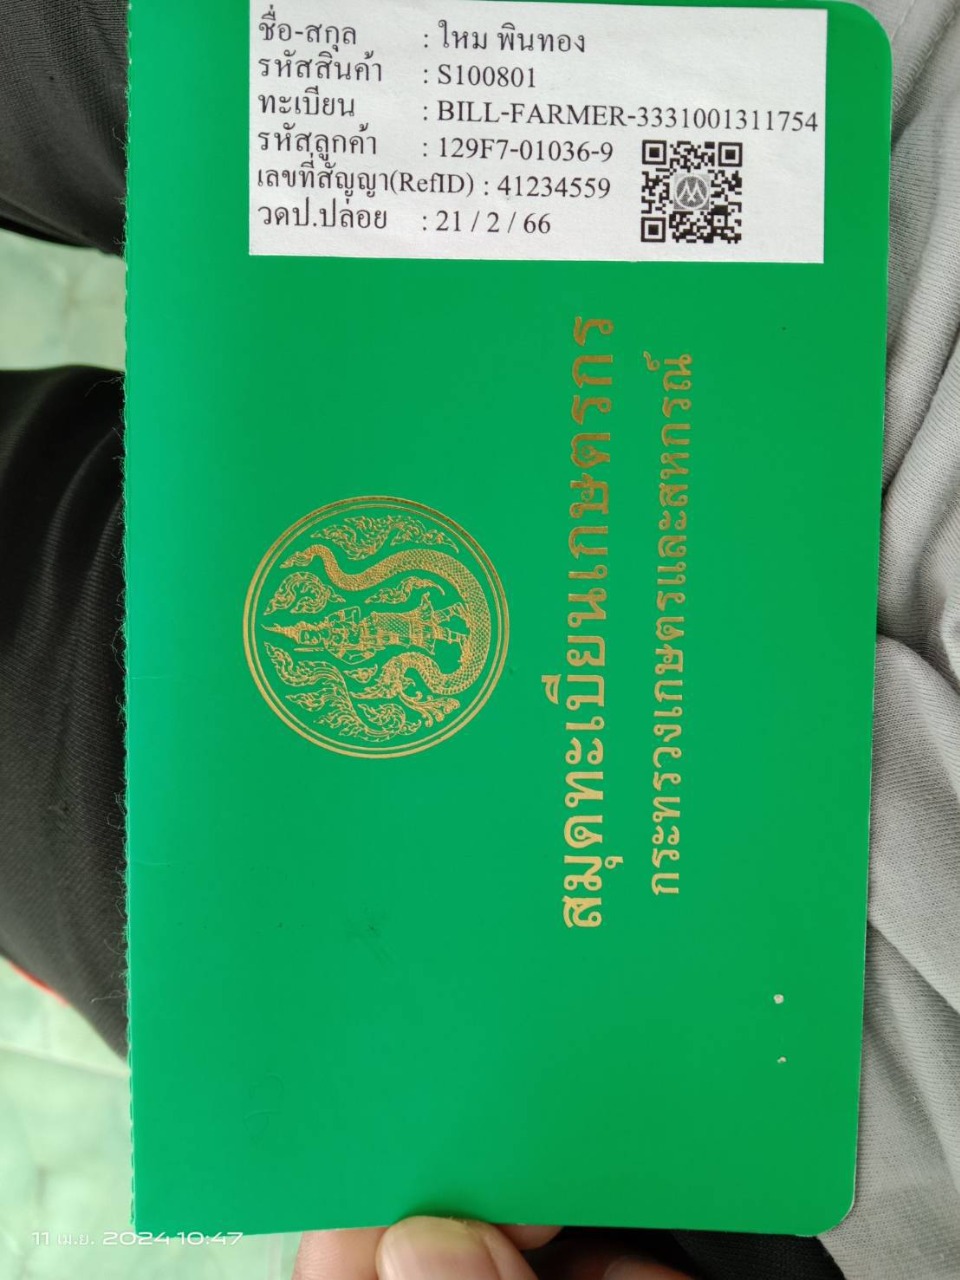 ชื่อ-สกุล : ใหม พินทอง
รหัสสินค้า : S100801
ทะเบียน : BILL-FARMER-3331001311754
รหัสลูกค้า : 129F7-01036-9
เลขที่สัญญา(RefID) : 41234559
วดป.ปล่อย : 21 / 2 / 66
สมุดทะเบียนเกษตรกร
กระทรวงเกษตรและสหกรณ์
11 เม.ย. 2024 10:47